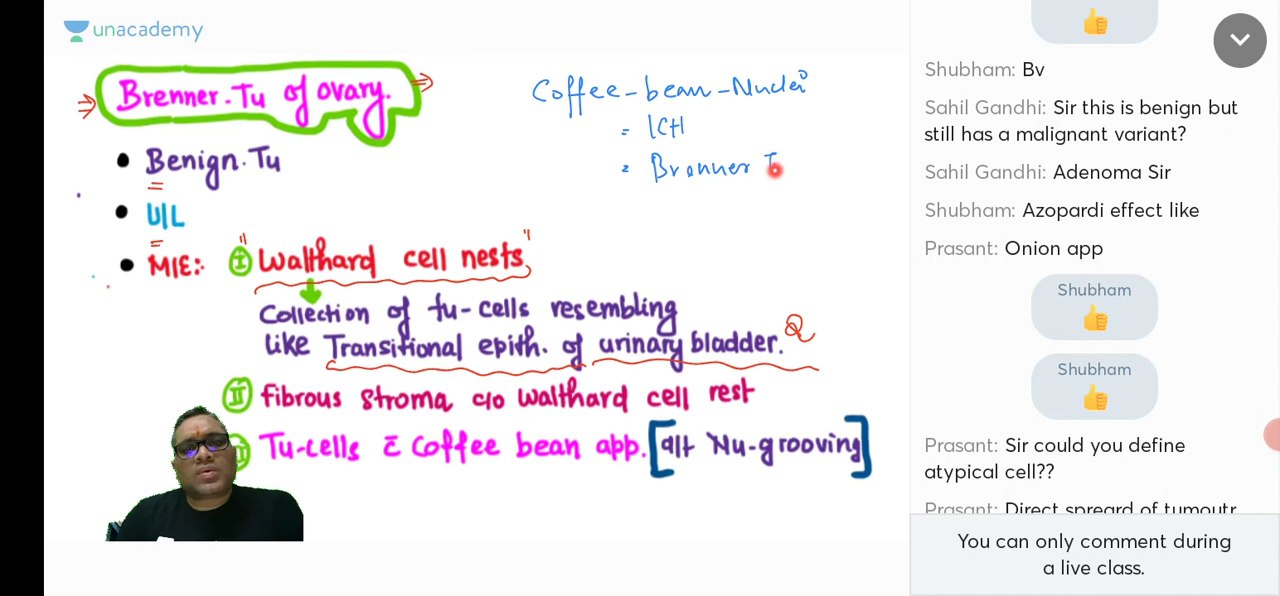 unacademy
Brenner-Tu of ovary.
Coffee-bean-Nuclei
= LCH
= Brenner T
• Benign.Tu
• U/L
• M/E:- I "Walthard cell nests"
Collection of tu-cells resembling
like Transitional epith. of urinary bladder. Q
II fibrous stroma c/o walthard cell rest
Tu-cells c̄ Coffee bean app. [a/t Nu-grooving]
👍
Shubham: Bv
Sahil Gandhi: Sir this is benign but
still has a malignant variant?
Sahil Gandhi: Adenoma Sir
Shubham: Azopardi effect like
Prasant: Onion app
Shubham
👍
Shubham
👍
Prasant: Sir could you define
atypical cell??
Prasant: Direct spreard of tumoutr
You can only comment during
a live class.